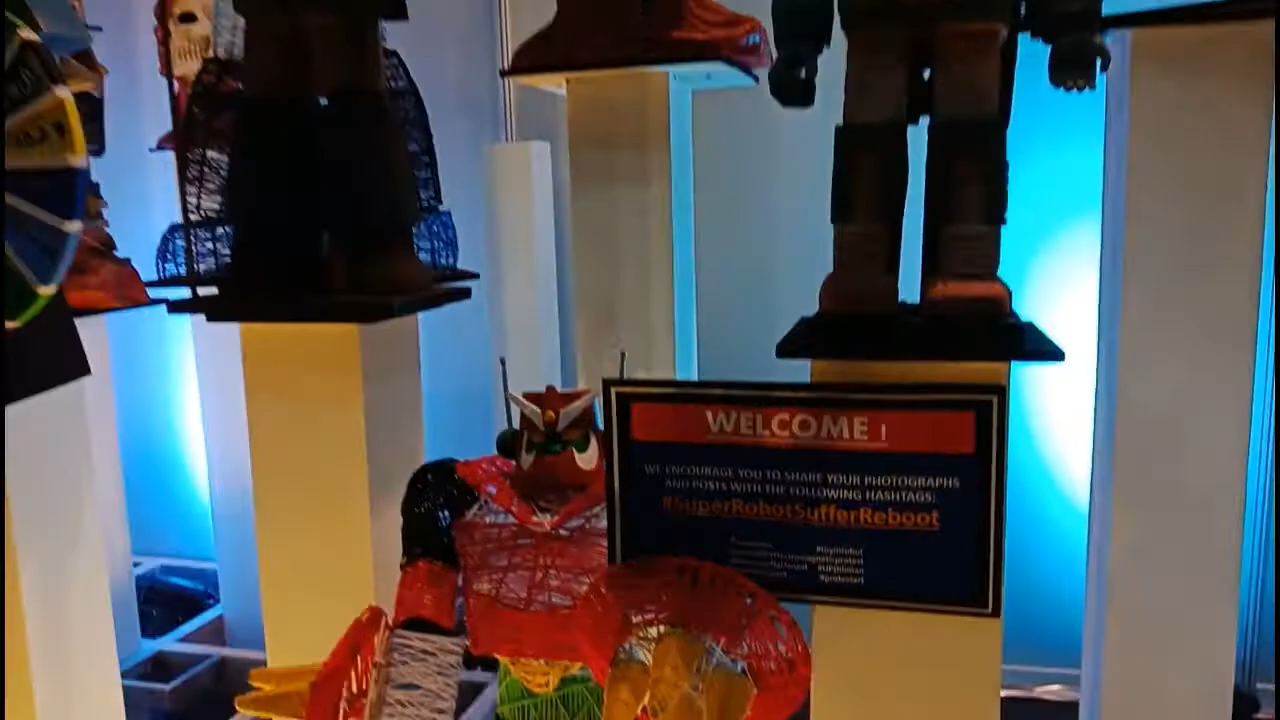 WELCOME !
WE ENCOURAGE YOU TO SHARE YOUR PHOTOGRAPHS
AND POSTS WITH THE FOLLOWING HASHTAGS:
#SuperRobotSufferReboot